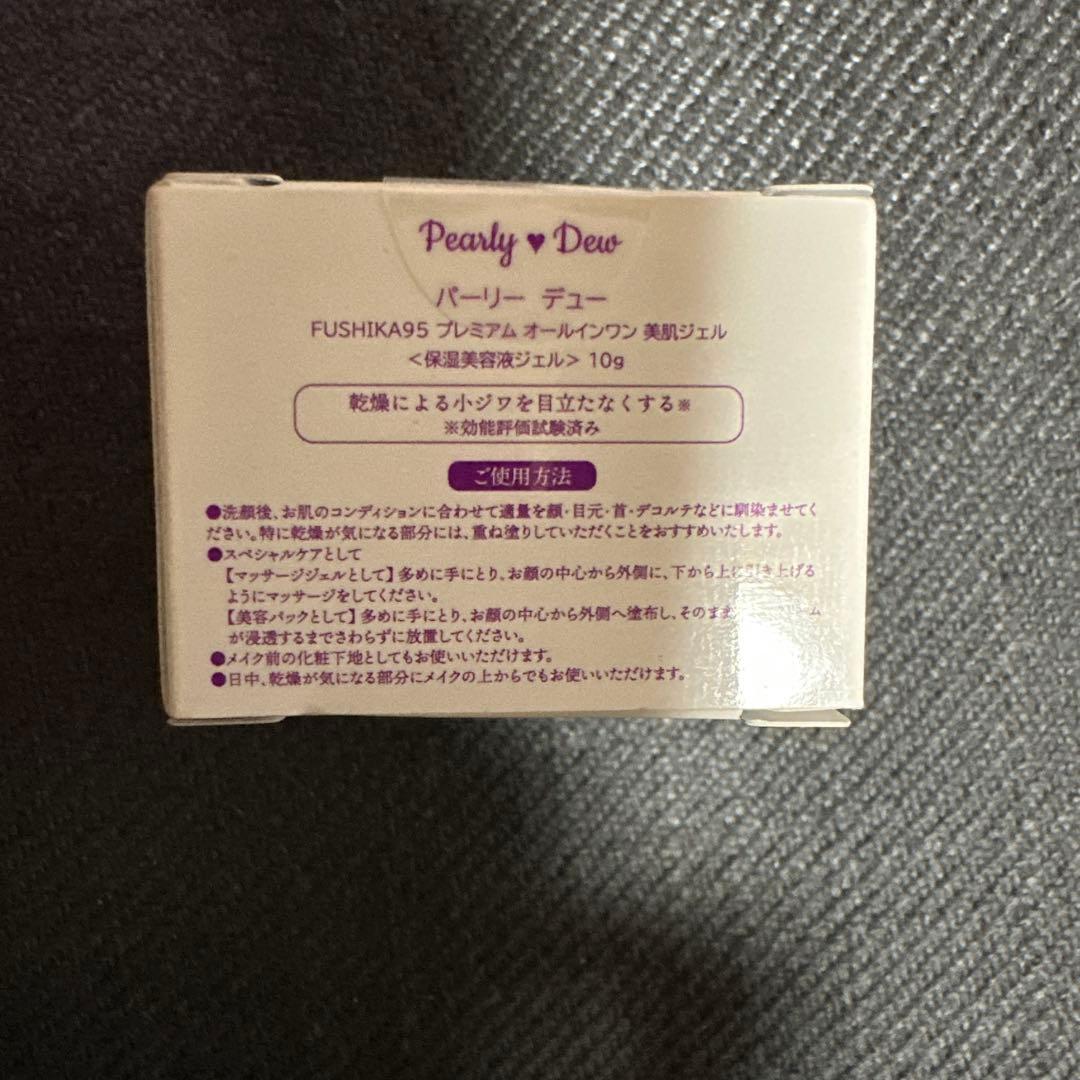 Pearly ♥ Dew
パーリー デュー
FUSHIKA95 プレミアム オールインワン 美肌ジェル
＜保湿美容液ジェル＞ 10g
乾燥による小ジワを目立たなくする※
※効能評価試験済み
ご使用方法
●洗顔後、お肌のコンディションに合わせて適量を顔・目元・首・デコルテなどに馴染ませてく
ださい。特に乾燥が気になる部分には、重ね塗りしていただくことをおすすめいたします。
●スペシャルケアとして
【マッサージジェルとして】多めに手にとり、お顔の中心から外側に、下から上に引き上げる
ようにマッサージをしてください。
【美容パックとして】多めに手にとり、お顔の中心から外側へ塗布し、そのまま
が浸透するまでさわらずに放置してください。
●メイク前の化粧下地としてもお使いいただけます。
●日中、乾燥が気になる部分にメイクの上からでもお使いいただけます。